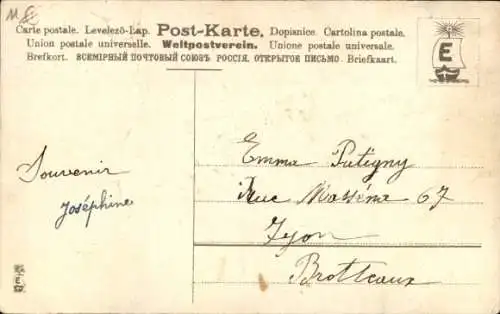 Carte postale. Levelezö-Lap. Post-Karte. Dopisnice. Cartolina postale.
Union postale universelle. Weltpostverein. Unione postale universale.
Brefkort. ВСЕМІРНЫЙ ПОЧТОВЫЙ СОЮЗЪ РОССІЯ. ОТКРЫТОЕ ПИСЬМО. Briefkaart.
E
Souvenir
Joséphine
Emma Putigny
Rue Masséna 67
Lyon
Brotteaux
E